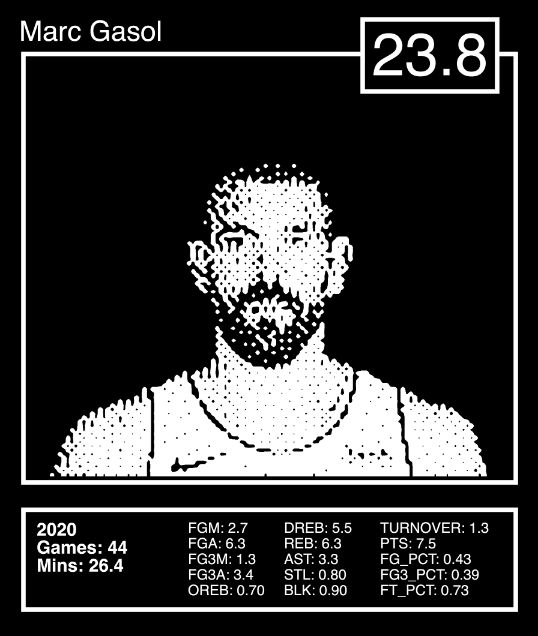 Marc Gasol
23.8
2020
Games: 44
Mins: 26.4
FGM: 2.7
FGA: 6.3
FG3M: 1.3
FG3A: 3.4
OREB: 0.70
DREB: 5.5
REB: 6.3
AST: 3.3
STL: 0.80
BLK: 0.90
TURNOVER: 1.3
PTS: 7.5
FG_PCT: 0.43
FG3_PCT: 0.39
FT_PCT: 0.73